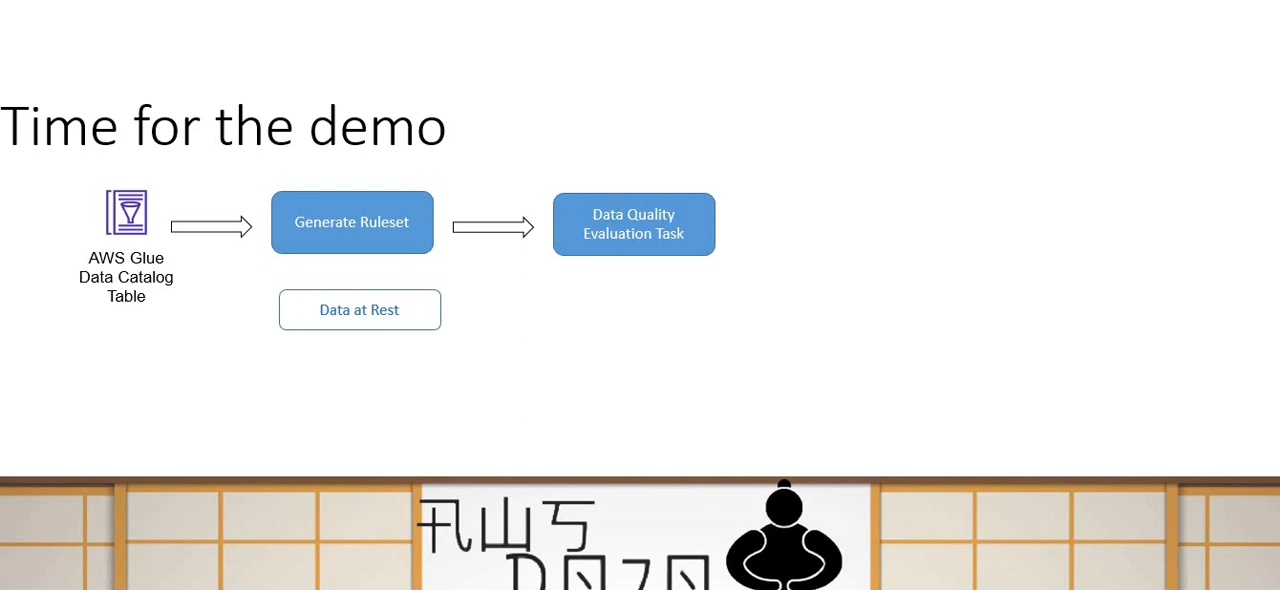 Time for the demo
AWS Glue
Data Catalog
Table
Generate Ruleset
Data Quality
Evaluation Task
Data at Rest